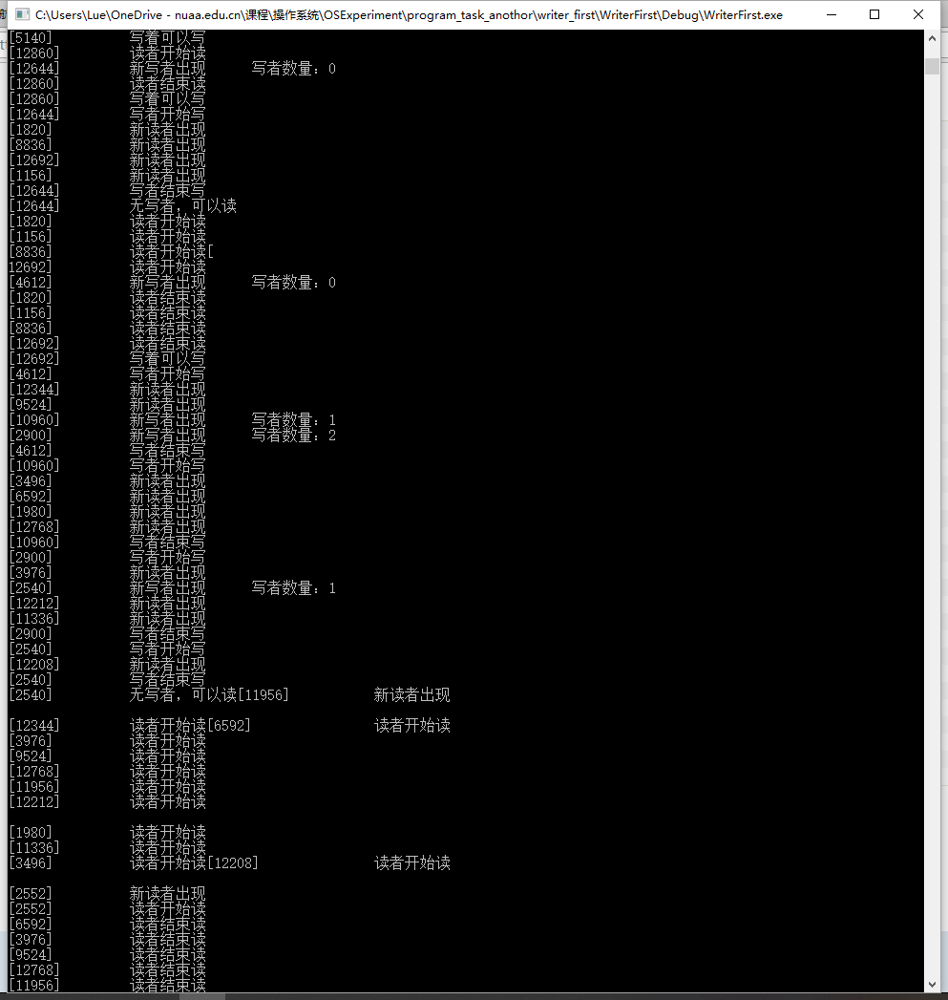 C:\Users\Lue\OneDrive - nuaa.edu.cn\课程\操作系统\OSExperiment\program_task_anothor\writer_first\WriterFirst\Debug\WriterFirst.exe
[5140] 写着可以写
[12860] 读者开始读
[12644] 新写者出现 写者数量：0
[12860] 读者结束读
[12860] 写着可以写
[12644] 写者开始写
[1820] 新读者出现
[8836] 新读者出现
[12692] 新读者出现
[1156] 新读者出现
[12644] 写者结束写
[12644] 无写者，可以读
[1820] 读者开始读
[1156] 读者开始读
[8836] 读者开始读[
12692] 读者开始读
[4612] 新写者出现 写者数量：0
[1820] 读者结束读
[1156] 读者结束读
[8836] 读者结束读
[12692] 读者结束读
[12692] 写着可以写
[4612] 写者开始写
[12344] 新读者出现
[9524] 新读者出现
[10960] 新写者出现 写者数量：1
[2900] 新写者出现 写者数量：2
[4612] 写者结束写
[10960] 写者开始写
[3496] 新读者出现
[6592] 新读者出现
[1980] 新读者出现
[12768] 新读者出现
[10960] 写者结束写
[2900] 写者开始写
[3976] 新读者出现
[2540] 新写者出现 写者数量：1
[12212] 新读者出现
[11336] 新读者出现
[2900] 写者结束写
[2540] 写者开始写
[12208] 新读者出现
[2540] 写者结束写
[2540] 无写者，可以读[11956] 新读者出现
[12344] 读者开始读[6592] 读者开始读
[3976] 读者开始读
[9524] 读者开始读
[12768] 读者开始读
[11956] 读者开始读
[12212] 读者开始读
[1980] 读者开始读
[11336] 读者开始读
[3496] 读者开始读[12208] 读者开始读
[2552] 新读者出现
[2552] 读者开始读
[6592] 读者结束读
[3976] 读者结束读
[9524] 读者结束读
[12768] 读者结束读
[11956] 读者结束读